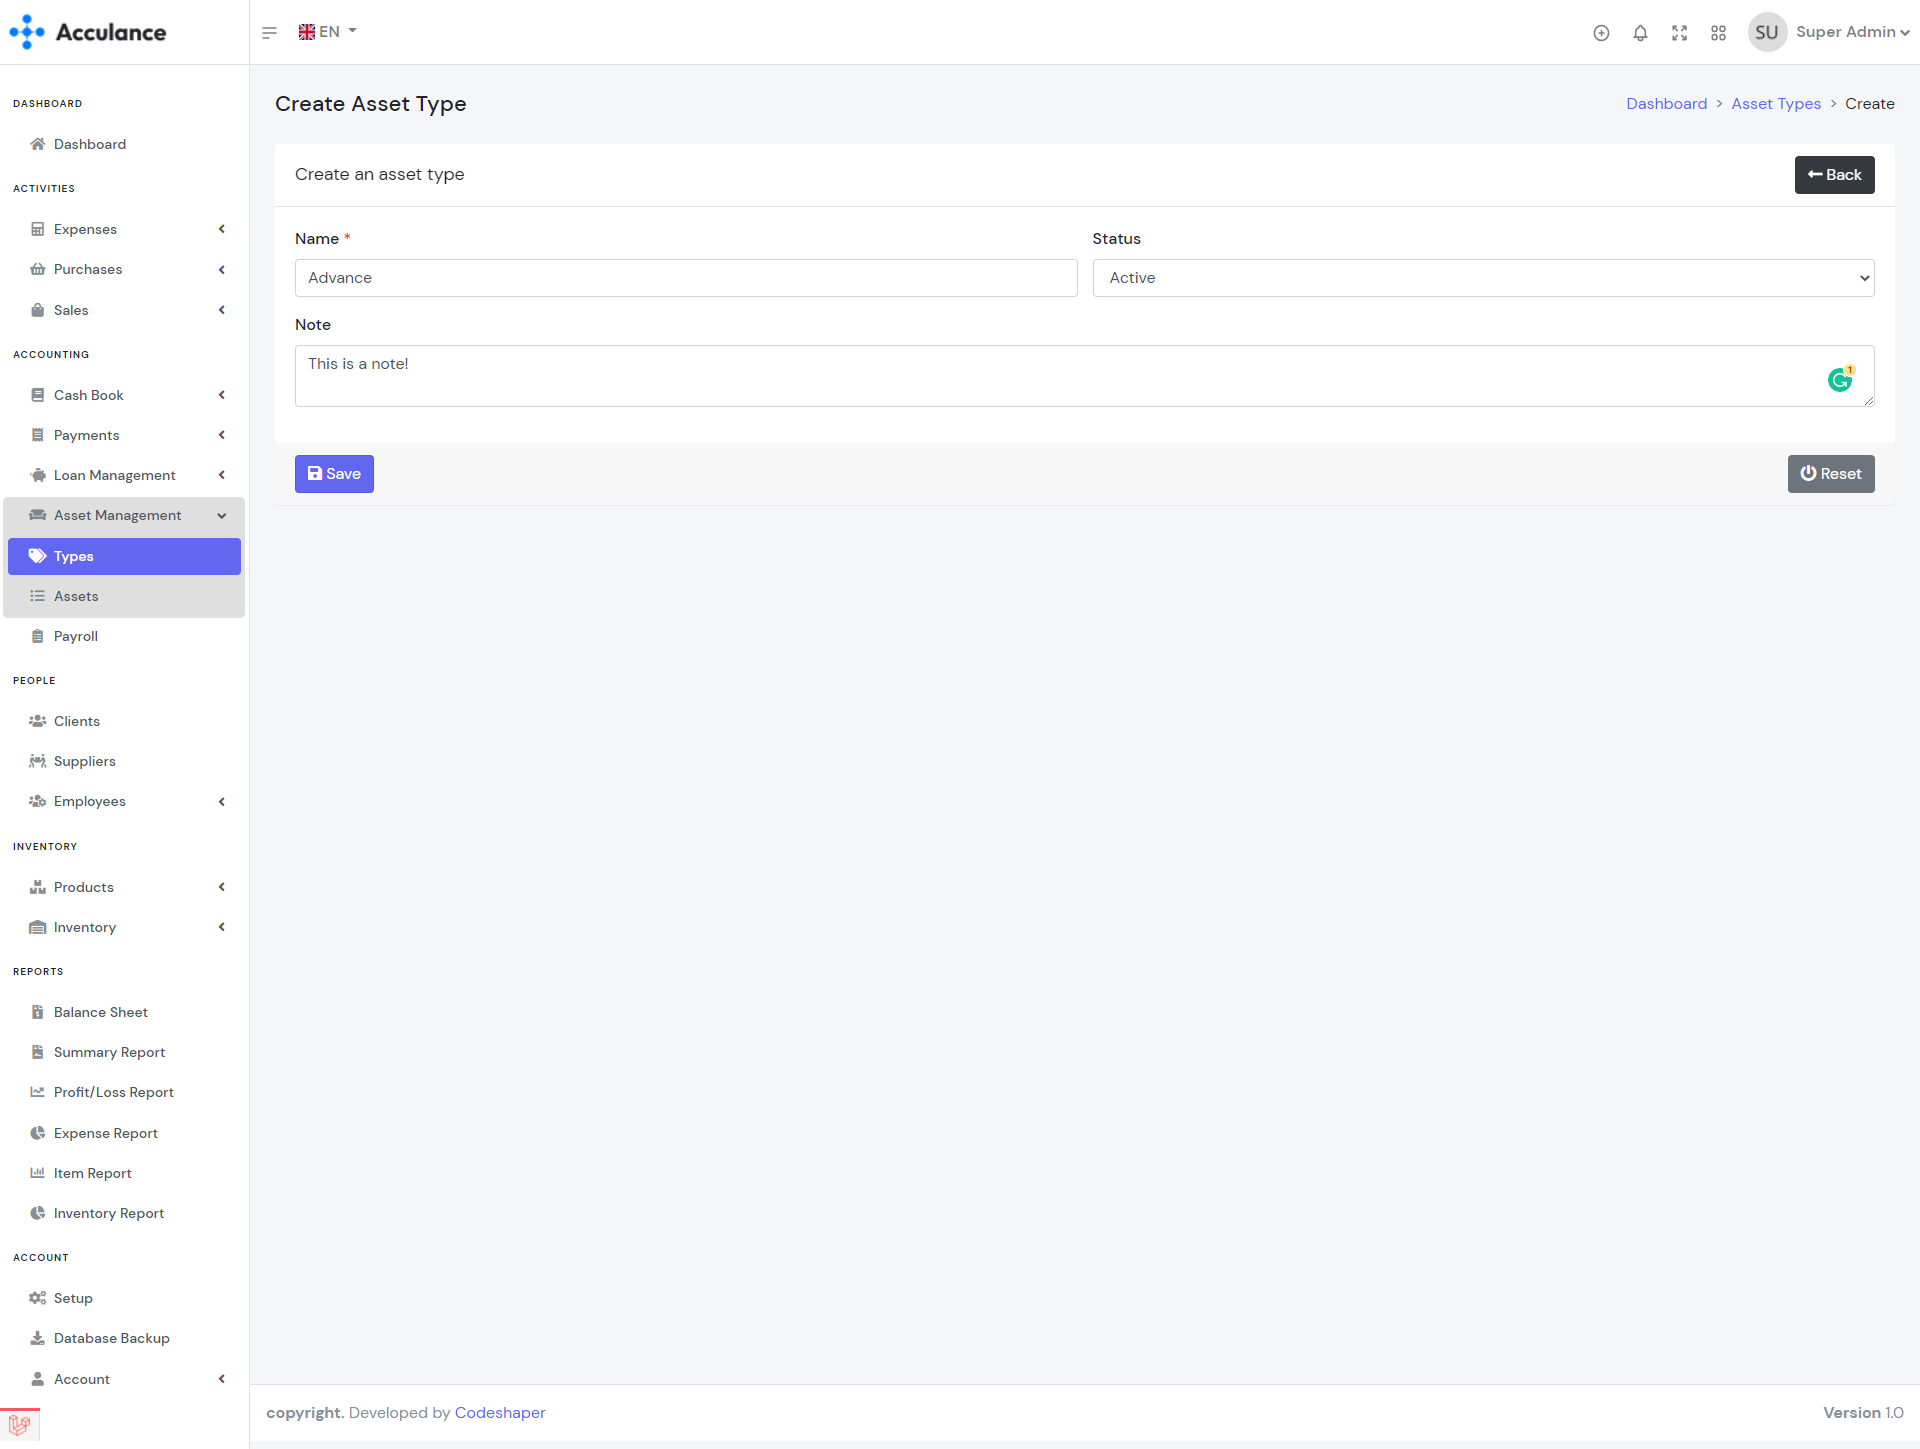 Acculance
EN
SU
Super Admin
DASHBOARD
Dashboard
ACTIVITIES
Expenses
Purchases
Sales
ACCOUNTING
Cash Book
Payments
Loan Management
Asset Management
Types
Assets
Payroll
PEOPLE
Clients
Suppliers
Employees
INVENTORY
Products
Inventory
REPORTS
Balance Sheet
Summary Report
Profit/Loss Report
Expense Report
Item Report
Inventory Report
ACCOUNT
Setup
Database Backup
Account
Create Asset Type
Dashboard > Asset Types > Create
Create an asset type
Back
Name *
Status
Advance
Active
Note
This is a note!
1
Save
Reset
copyright. Developed by Codeshaper
Version 1.0